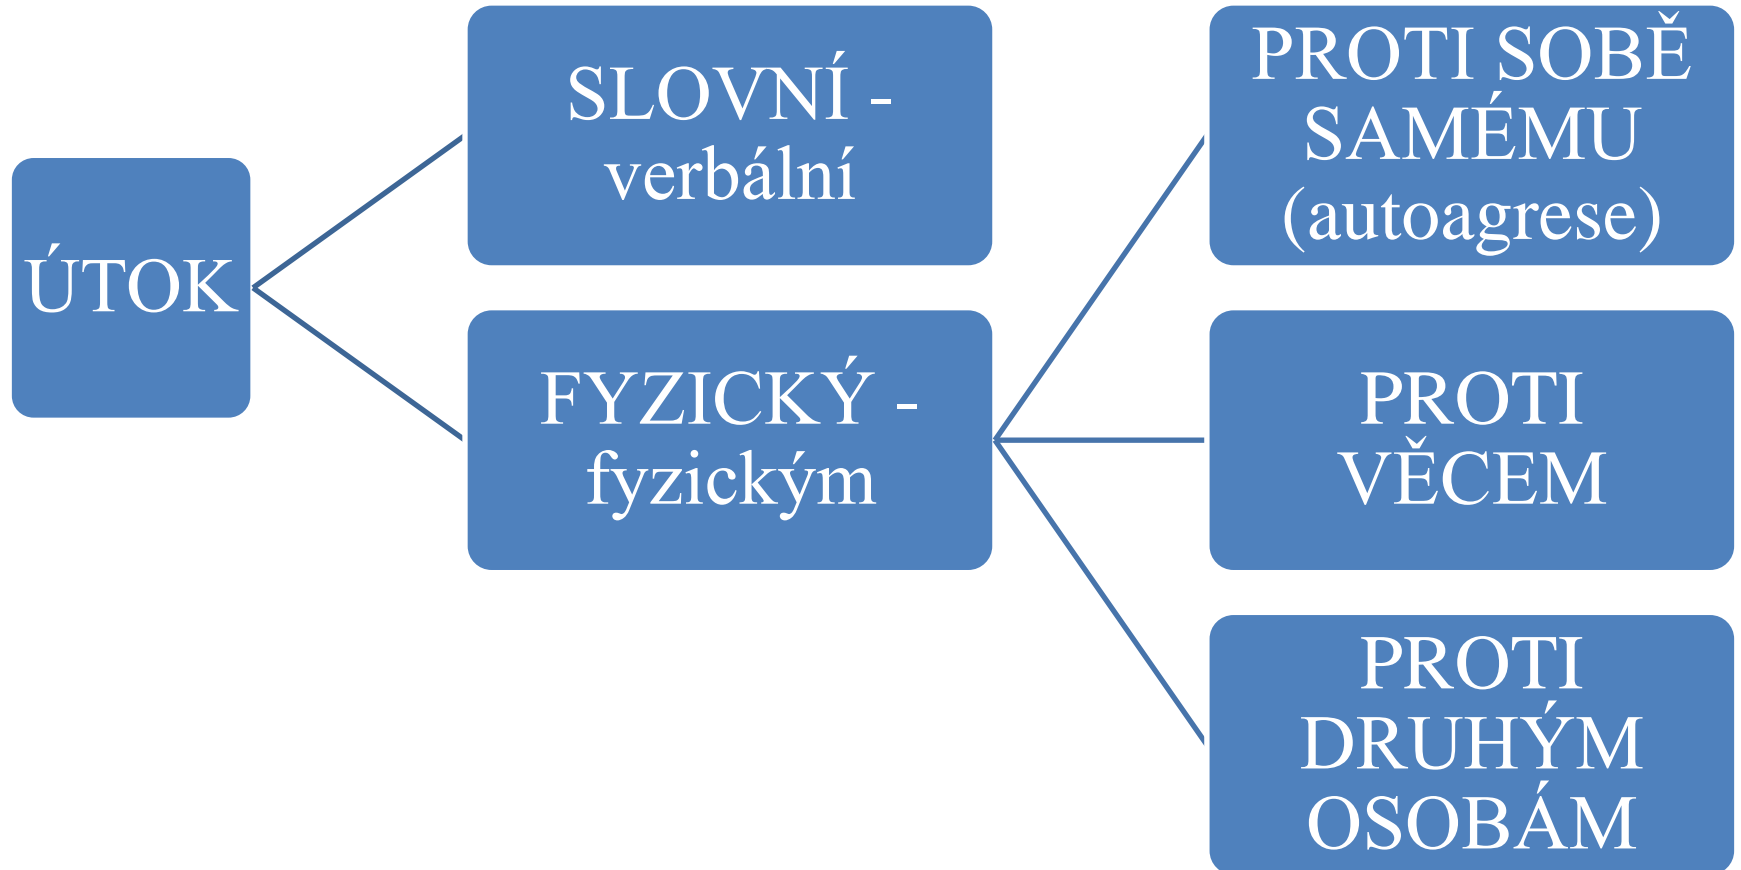 ÚTOK
SLOVNÍ -
verbální
FYZICKÝ -
fyzickým
PROTI SOBĚ
SAMÉMU
(autoagrese)
PROTI
VĚCEM
PROTI
DRUHÝM
OSOBÁM